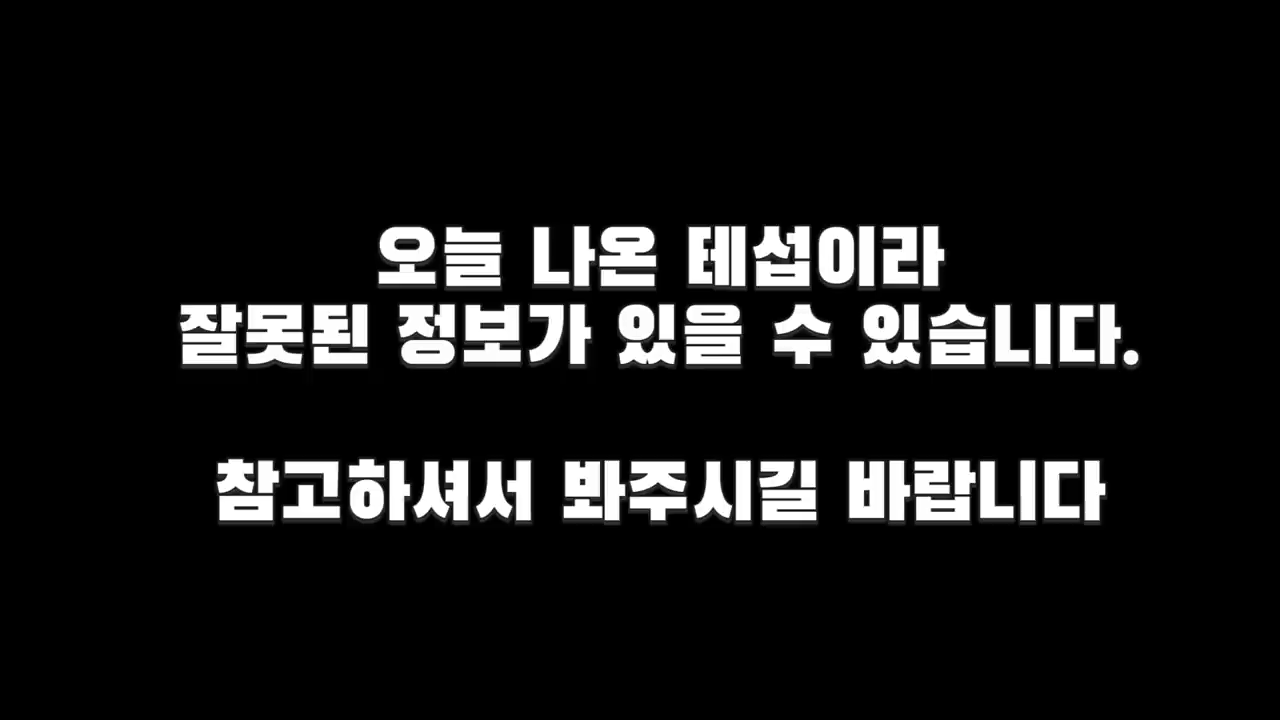 오늘 나온 테섭이라
잘못된 정보가 있을 수 있습니다.
참고하셔서 봐주시길 바랍니다